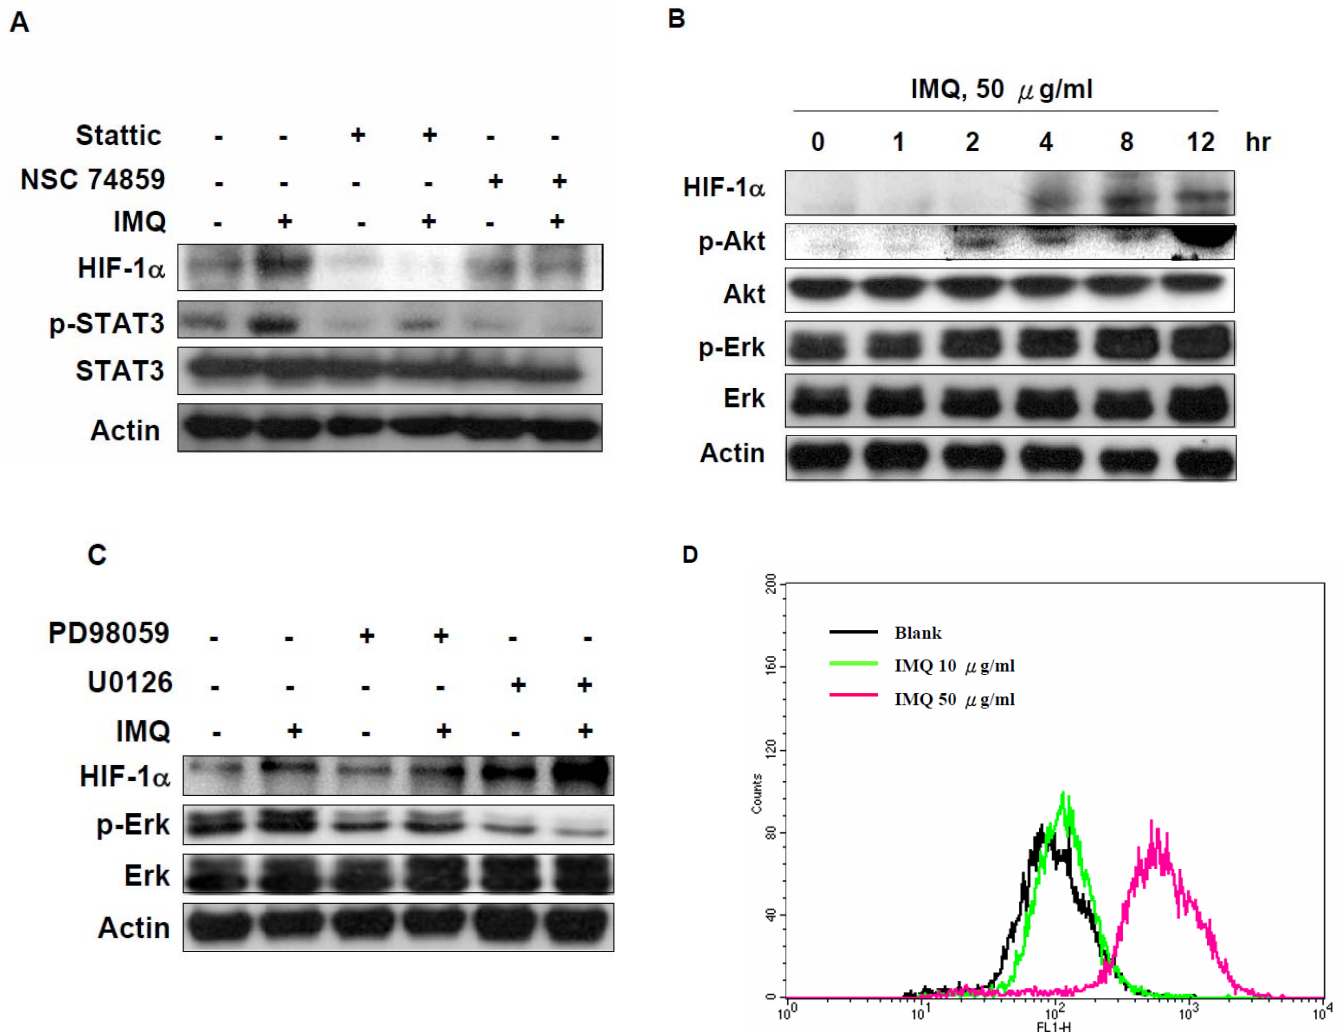 A
Stattic - - + + - -
NSC 74859 - - - - + +
IMQ - + - + - +
HIF-1α
p-STAT3
STAT3
Actin
B
IMQ, 50 μg/ml
0 1 2 4 8 12 hr
HIF-1α
p-Akt
Akt
p-Erk
Erk
Actin
C
PD98059 - - + + - -
U0126 - - - - + +
IMQ - + - + - +
HIF-1α
p-Erk
Erk
Actin
D
200
160
120
80
40
0
Counts
Blank
IMQ 10 μg/ml
IMQ 50 μg/ml
10⁰ 10¹ 10² 10³ 10⁴
FL1-H